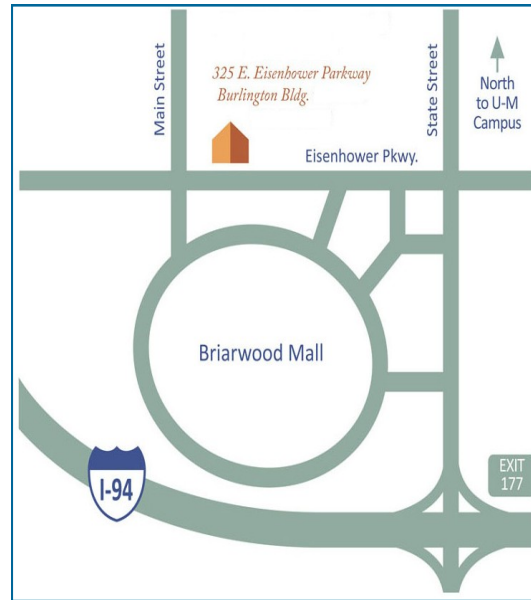 325 E. Eisenhower Parkway
Burlington Bldg.
Main Street
State Street
North
to U-M
Campus
Eisenhower Pkwy.
Briarwood Mall
I-94
EXIT
177